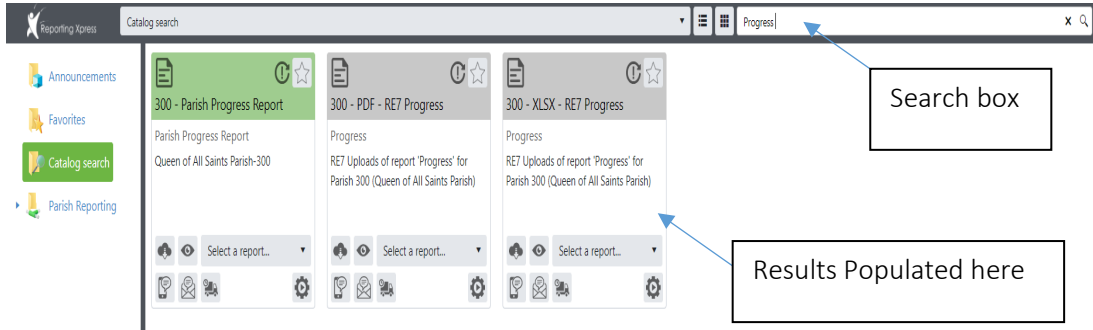 Reporting Xpress
Catalog search
Progress
Announcements
Favorites
Catalog search
Parish Reporting
300 - Parish Progress Report
Parish Progress Report
Queen of All Saints Parish-300
Select a report...
300 - PDF - RE7 Progress
Progress
RE7 Uploads of report 'Progress' for
Parish 300 (Queen of All Saints Parish)
Select a report...
300 - XLSX - RE7 Progress
Progress
RE7 Uploads of report 'Progress' for
Parish 300 (Queen of All Saints Parish)
Select a report...
Search box
Results Populated here